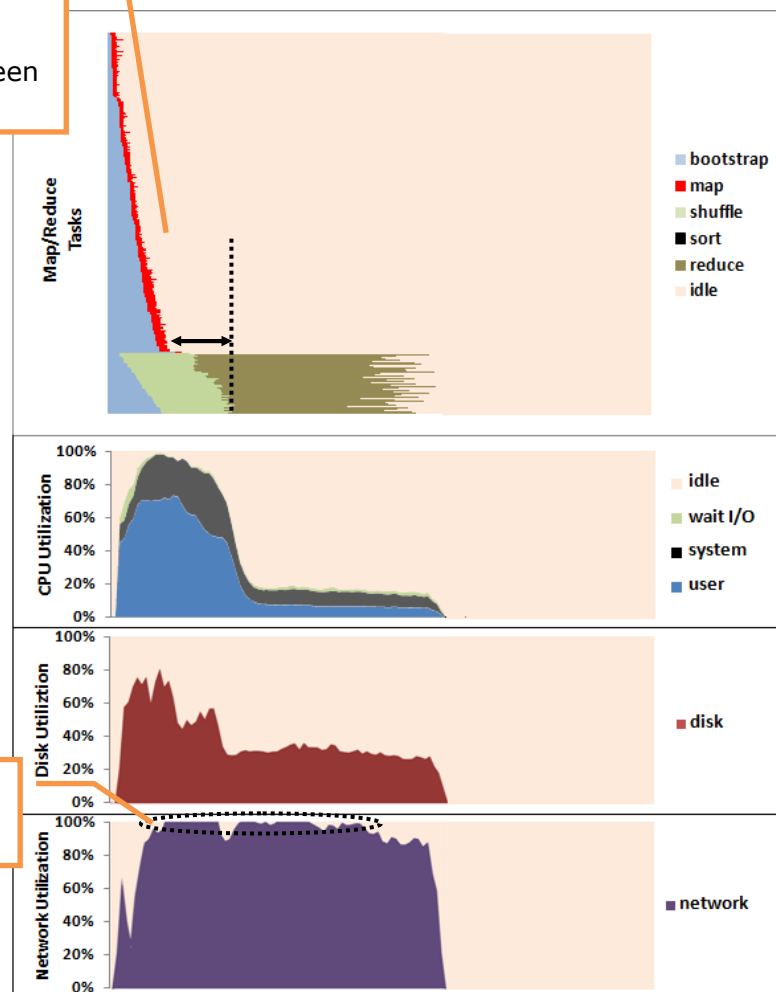 een
Map/Reduce
Tasks
bootstrap
map
shuffle
sort
reduce
idle
CPU Utilization
100%
80%
60%
40%
20%
0%
idle
wait I/O
system
user
Disk Utiliztion
100%
80%
60%
40%
20%
0%
disk
Network Utilization
100%
80%
60%
40%
20%
0%
network